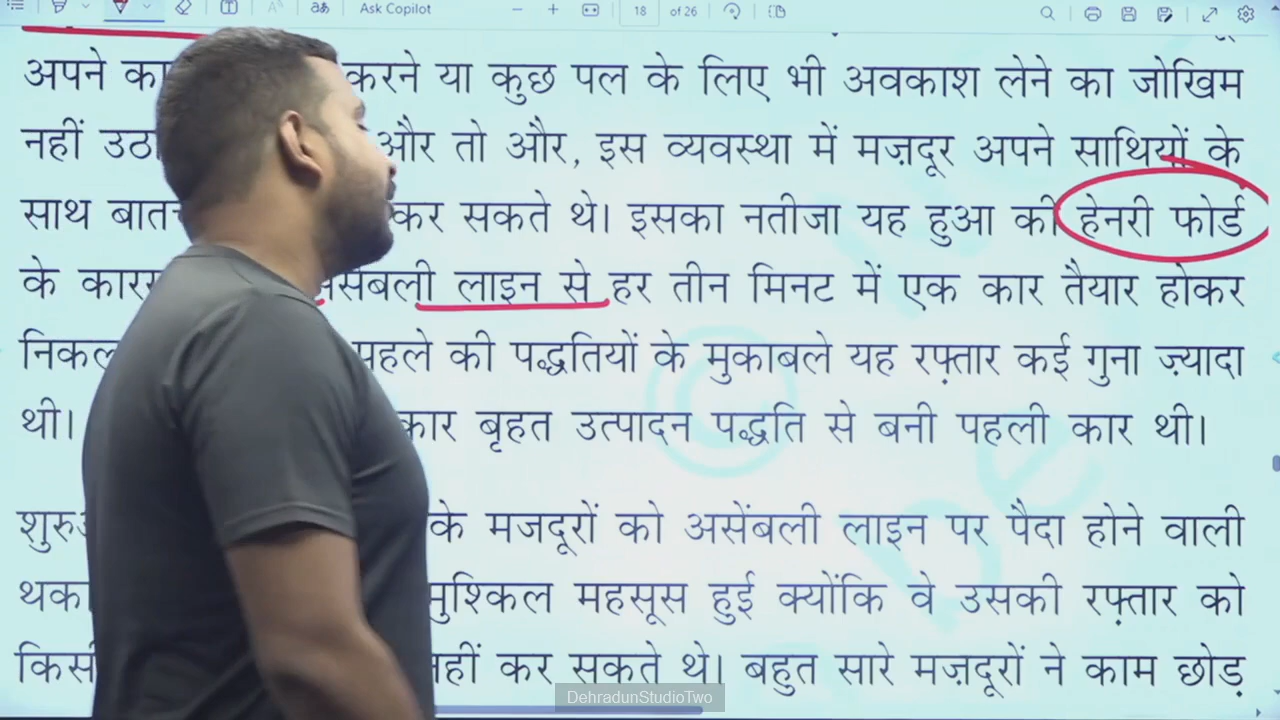 Ask Copilot
18 of 26
अपने का करने या कुछ पल के लिए भी अवकाश लेने का जोखिम
नहीं उठा और तो और, इस व्यवस्था में मज़दूर अपने साथियों के
साथ कर सकते थे। इसका नतीजा यह हुआ की हेनरी फोर्ड
के असेंबली लाइन से हर तीन मिनट में एक कार तैयार होकर
पहले की पद्धतियों के मुकाबले यह रफ़्तार कई गुना ज़्यादा
थी। कार बृहत उत्पादन पद्धति से बनी पहली कार थी।
के मजदूरों को असेंबली लाइन पर पैदा होने वाली
मुश्किल महसूस हुई क्योंकि वे उसकी रफ़्तार को
नहीं कर सकते थे। बहुत सारे मज़दूरों ने काम छोड़
DehradunStudioTwo